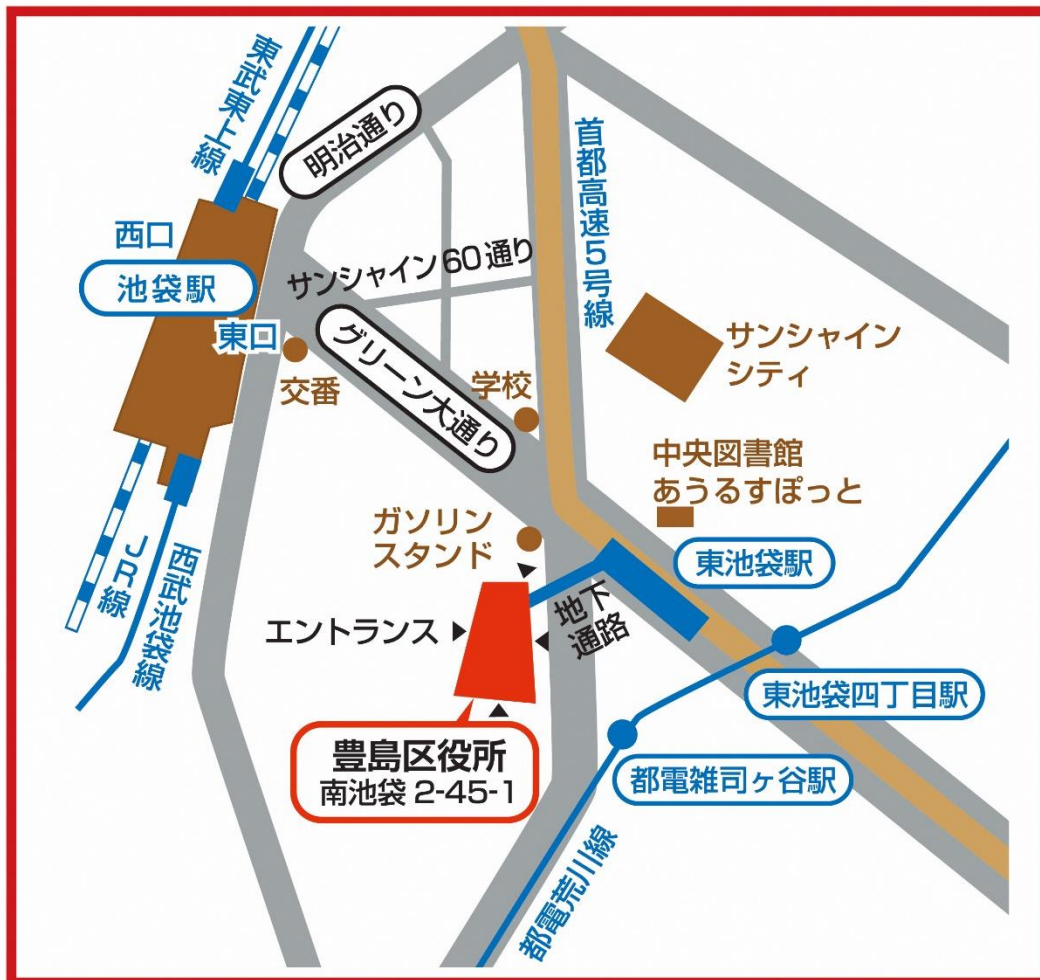 東武東上線
明治通り
首都高速5号線
西口
池袋駅
東口
サンシャイン60通り
グリーン大通り
交番
学校
サンシャイン
シティ
中央図書館
あうるすぽっと
ガソリン
スタンド
東池袋駅
JR線
西武池袋線
エントランス
地下
通路
東池袋四丁目駅
豊島区役所
南池袋 2-45-1
都電雑司ヶ谷駅
都電荒川線